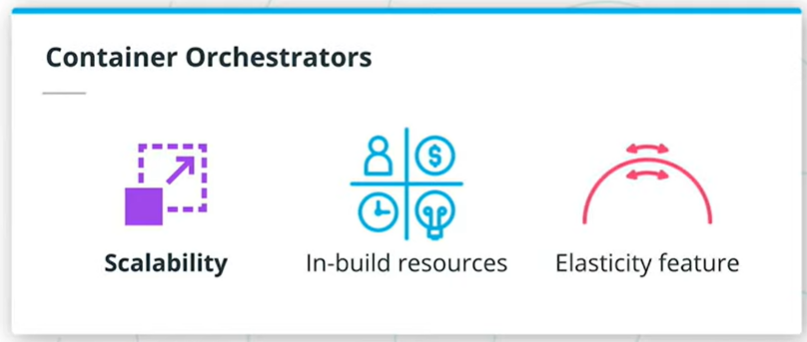 Container Orchestrators
$
Scalability
In-build resources
Elasticity feature